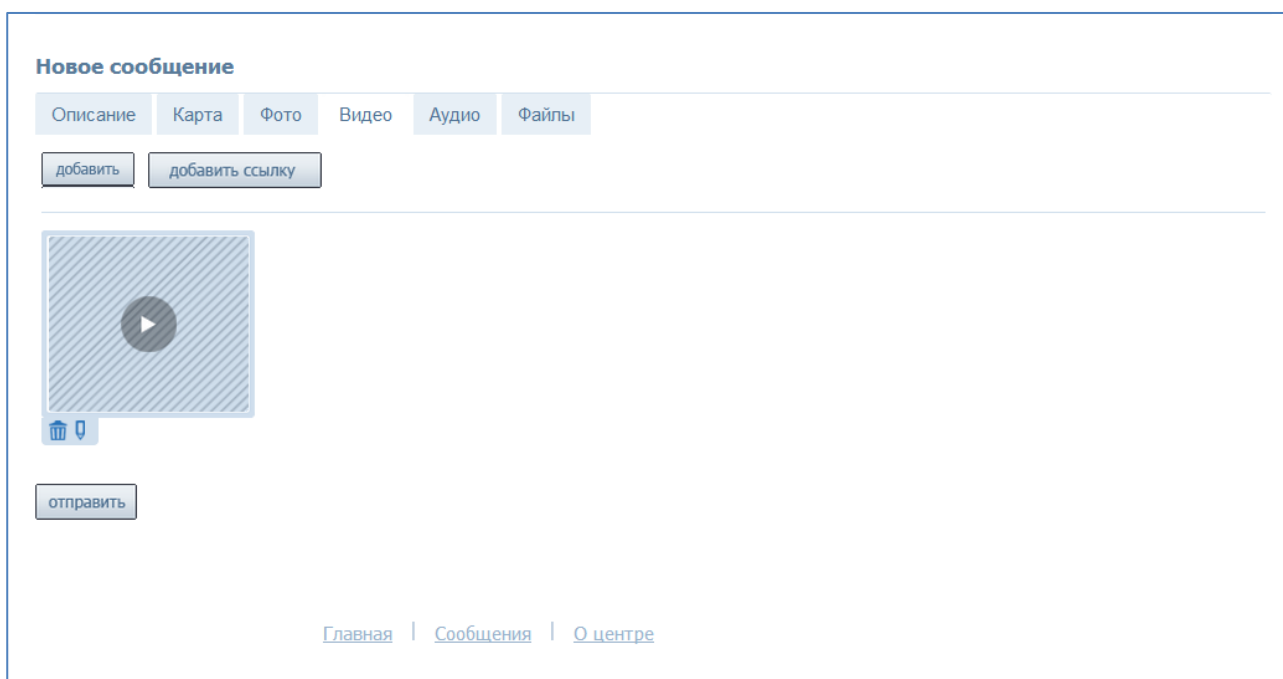 Новое сообщение
Описание Карта Фото Видео Аудио Файлы
добавить добавить ссылку
отправить
Главная | Сообщения | О центре